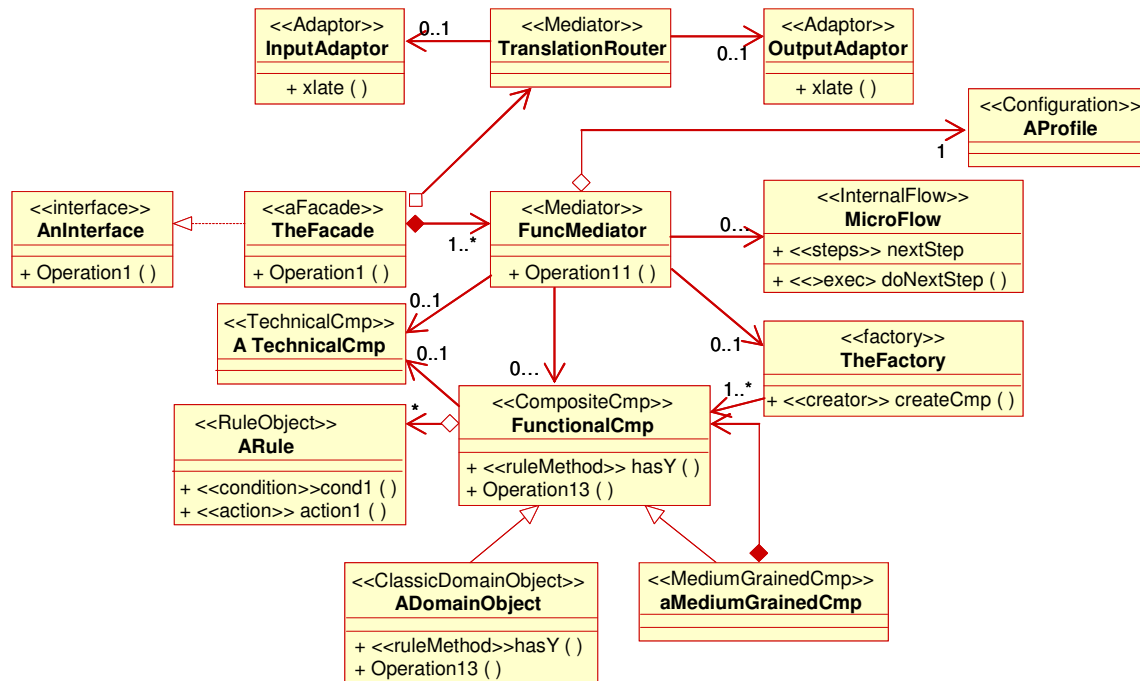 <<Adaptor>>
InputAdaptor
+ xlate ( )
0..1
<<Mediator>>
TranslationRouter
0..1
<<Adaptor>>
OutputAdaptor
+ xlate ( )
<<Configuration>>
AProfile
1
<<interface>>
AnInterface
+ Operation1 ( )
<<aFacade>>
TheFacade
+ Operation1 ( )
1..*
<<Mediator>>
FuncMediator
+ Operation11 ( )
0...
<<InternalFlow>>
MicroFlow
+ <<steps>> nextStep
+ <<>exec> doNextStep ( )
0..1
<<TechnicalCmp>>
A TechnicalCmp
0..1
0...
0..1
<<factory>>
TheFactory
+ <<creator>> createCmp ( )
1..*
<<RuleObject>>
ARule
+ <<condition>>cond1 ( )
+ <<action>> action1 ( )
*
<<CompositeCmp>>
FunctionalCmp
+ <<ruleMethod>> hasY ( )
+ Operation13 ( )
<<ClassicDomainObject>>
ADomainObject
+ <<ruleMethod>>hasY ( )
+ Operation13 ( )
<<MediumGrainedCmp>>
aMediumGrainedCmp